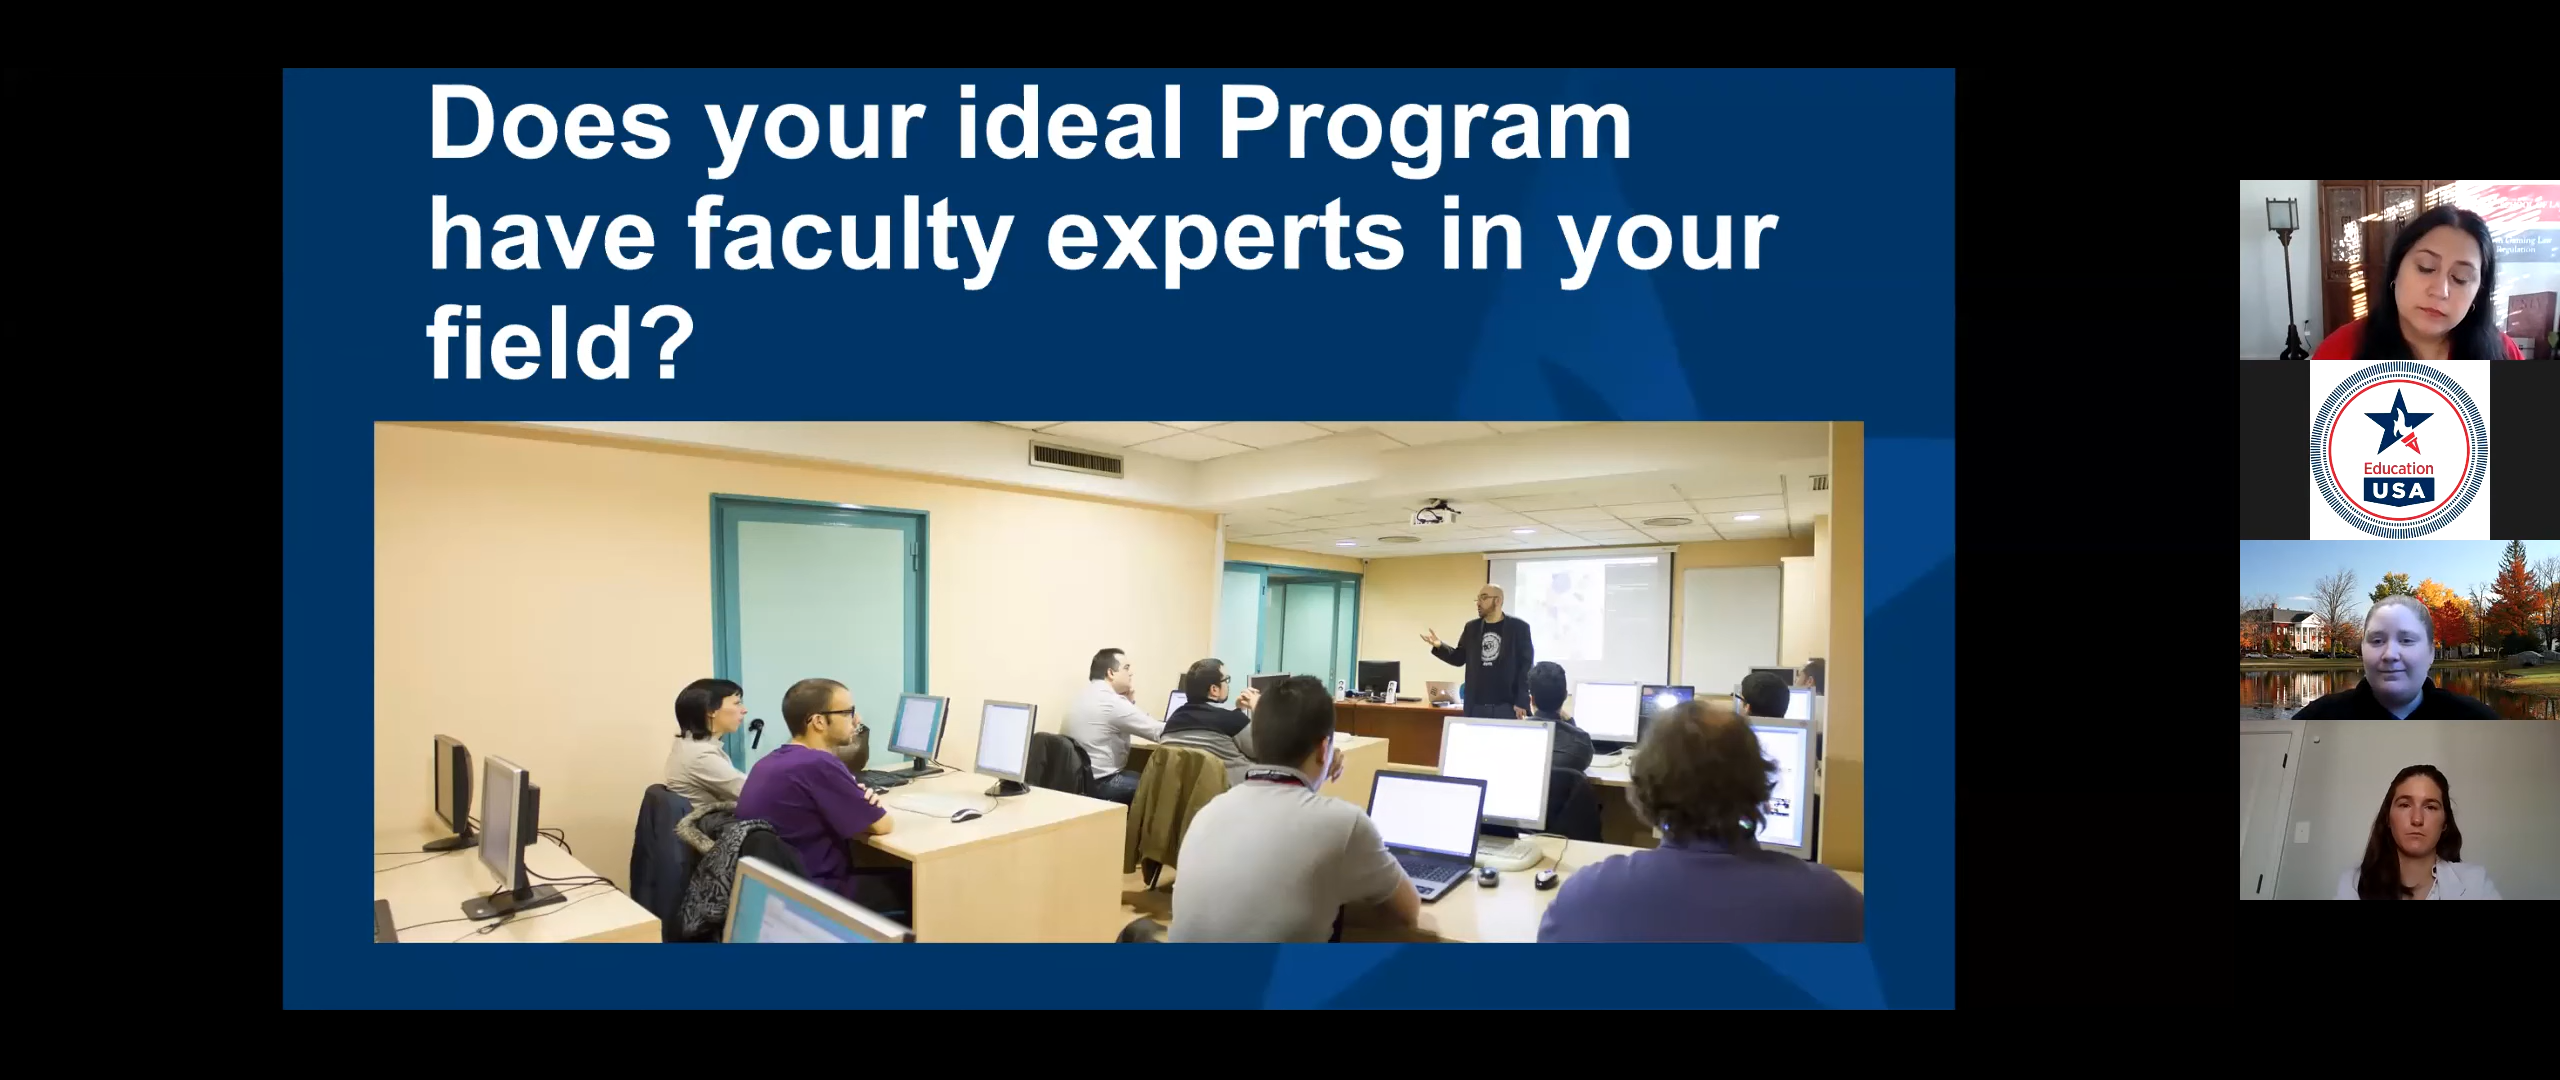 Does your ideal Program
have faculty experts in your
field?
Education
USA